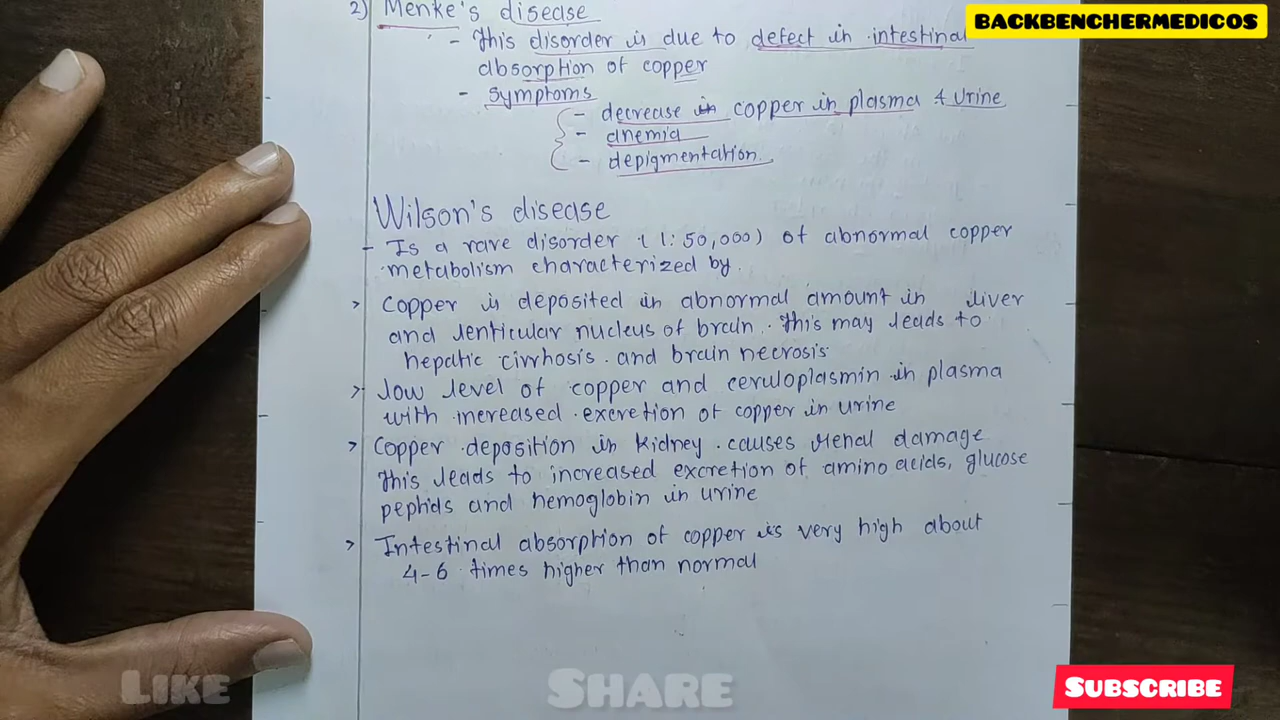 BACKBENCHERMEDICOS
2) Menke's disease
- This disorder is due to defect in intestinal
absorption of copper
- symptoms
- decrease in copper in plasma & urine
- anemia
- depigmentation.
Wilson's disease
- Is a rare disorder (1:50,000) of abnormal copper
metabolism characterized by.
> copper is deposited in abnormal amount in liver
and lenticular nucleus of brain. This may leads to
hepatic cirrhosis. and brain necrosis
> low level of copper and ceruloplasmin in plasma
with increased excretion of copper in urine
> Copper deposition in kidney causes renal damage
This leads to increased excretion of amino acids, glucose
peptids and hemoglobin in urine
> Intestinal absorption of copper is very high about
4-6 times higher than normal
LIKE SHARE SUBSCRIBE